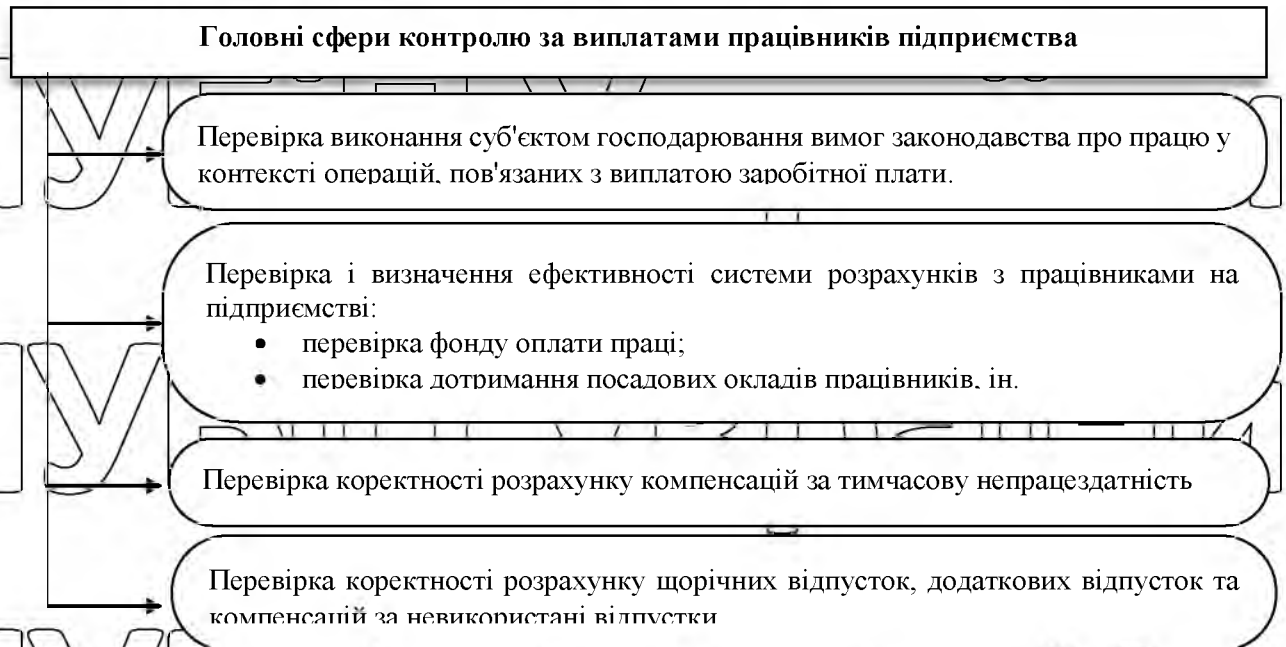 Головні сфери контролю за виплатами працівників підприємства
Перевірка виконання суб'єктом господарювання вимог законодавства про працю у
контексті операцій, пов'язаних з виплатою заробітної плати.
Перевірка і визначення ефективності системи розрахунків з працівниками на
підприємстві:
• перевірка фонду оплати праці;
• перевірка дотримання посадових окладів працівників, ін.
Перевірка коректності розрахунку компенсацій за тимчасову непрацездатність
Перевірка коректності розрахунку щорічних відпусток, додаткових відпусток та
компенсацій за невикористані відпустки